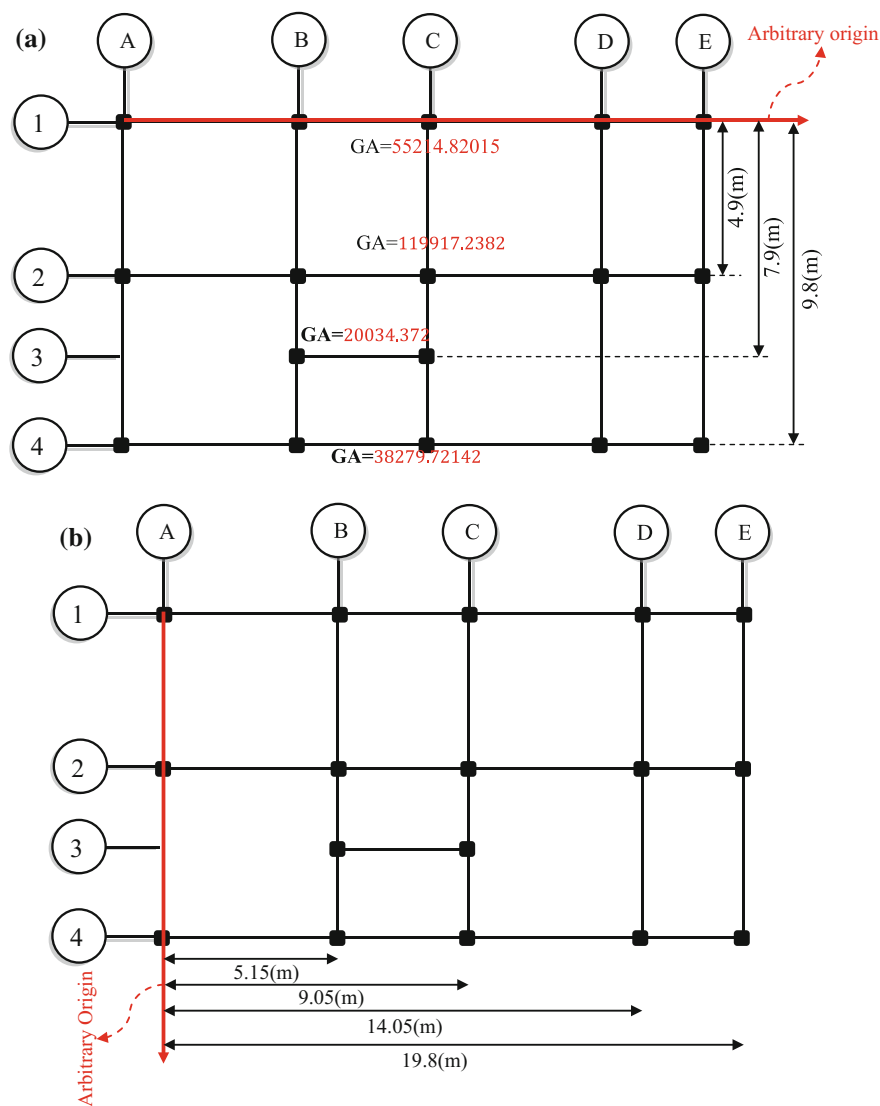 (a)
A B C D E
Arbitrary origin
1
GA=55214.82015
4.9(m)
7.9(m)
9.8(m)
GA=119917.2382
2
GA=20034.372
3
4
GA=38279.72142
(b)
A B C D E
1
2
3
4
5.15(m)
9.05(m)
14.05(m)
19.8(m)
Arbitrary Origin